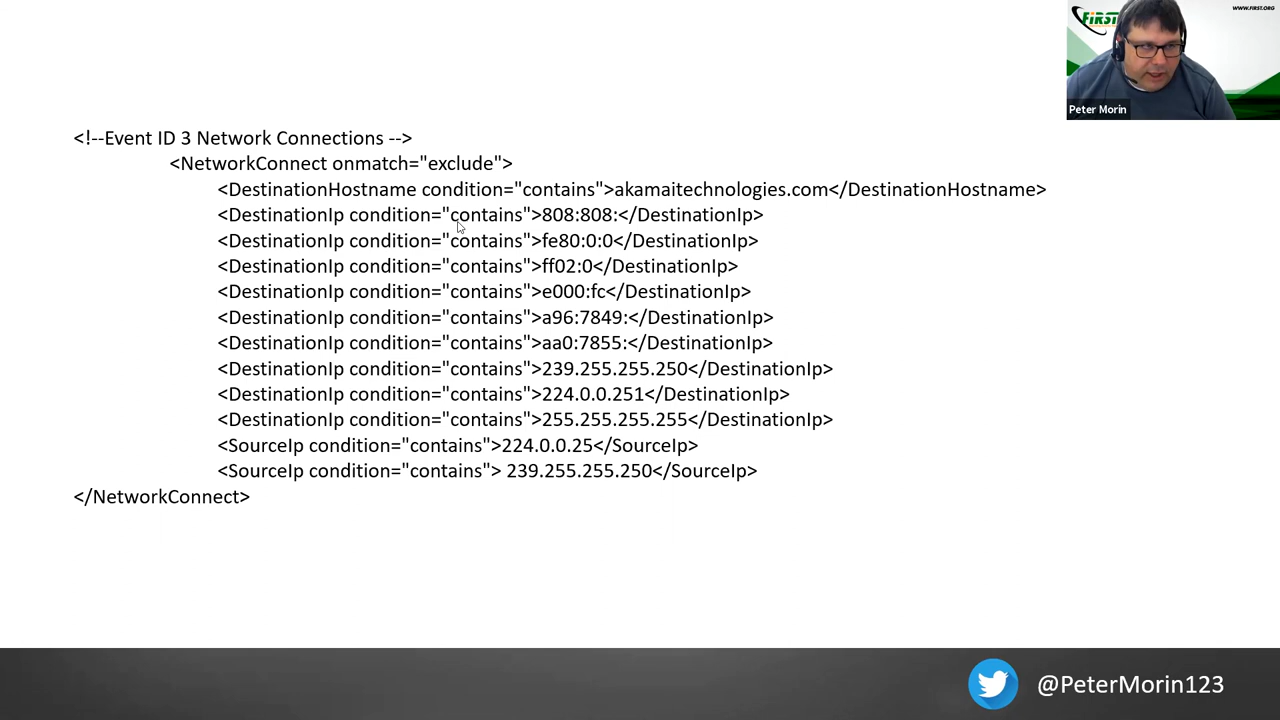 FiRST
WWW.FIRST.ORG
Peter Morin
<!--Event ID 3 Network Connections -->
<NetworkConnect onmatch="exclude">
<DestinationHostname condition="contains">akamaitechnologies.com</DestinationHostname>
<DestinationIp condition="contains">808:808:</DestinationIp>
<DestinationIp condition="contains">fe80:0:0</DestinationIp>
<DestinationIp condition="contains">ff02:0</DestinationIp>
<DestinationIp condition="contains">e000:fc</DestinationIp>
<DestinationIp condition="contains">a96:7849:</DestinationIp>
<DestinationIp condition="contains">aa0:7855:</DestinationIp>
<DestinationIp condition="contains">239.255.255.250</DestinationIp>
<DestinationIp condition="contains">224.0.0.251</DestinationIp>
<DestinationIp condition="contains">255.255.255.255</DestinationIp>
<SourceIp condition="contains">224.0.0.25</SourceIp>
<SourceIp condition="contains"> 239.255.255.250</SourceIp>
</NetworkConnect>
@PeterMorin123